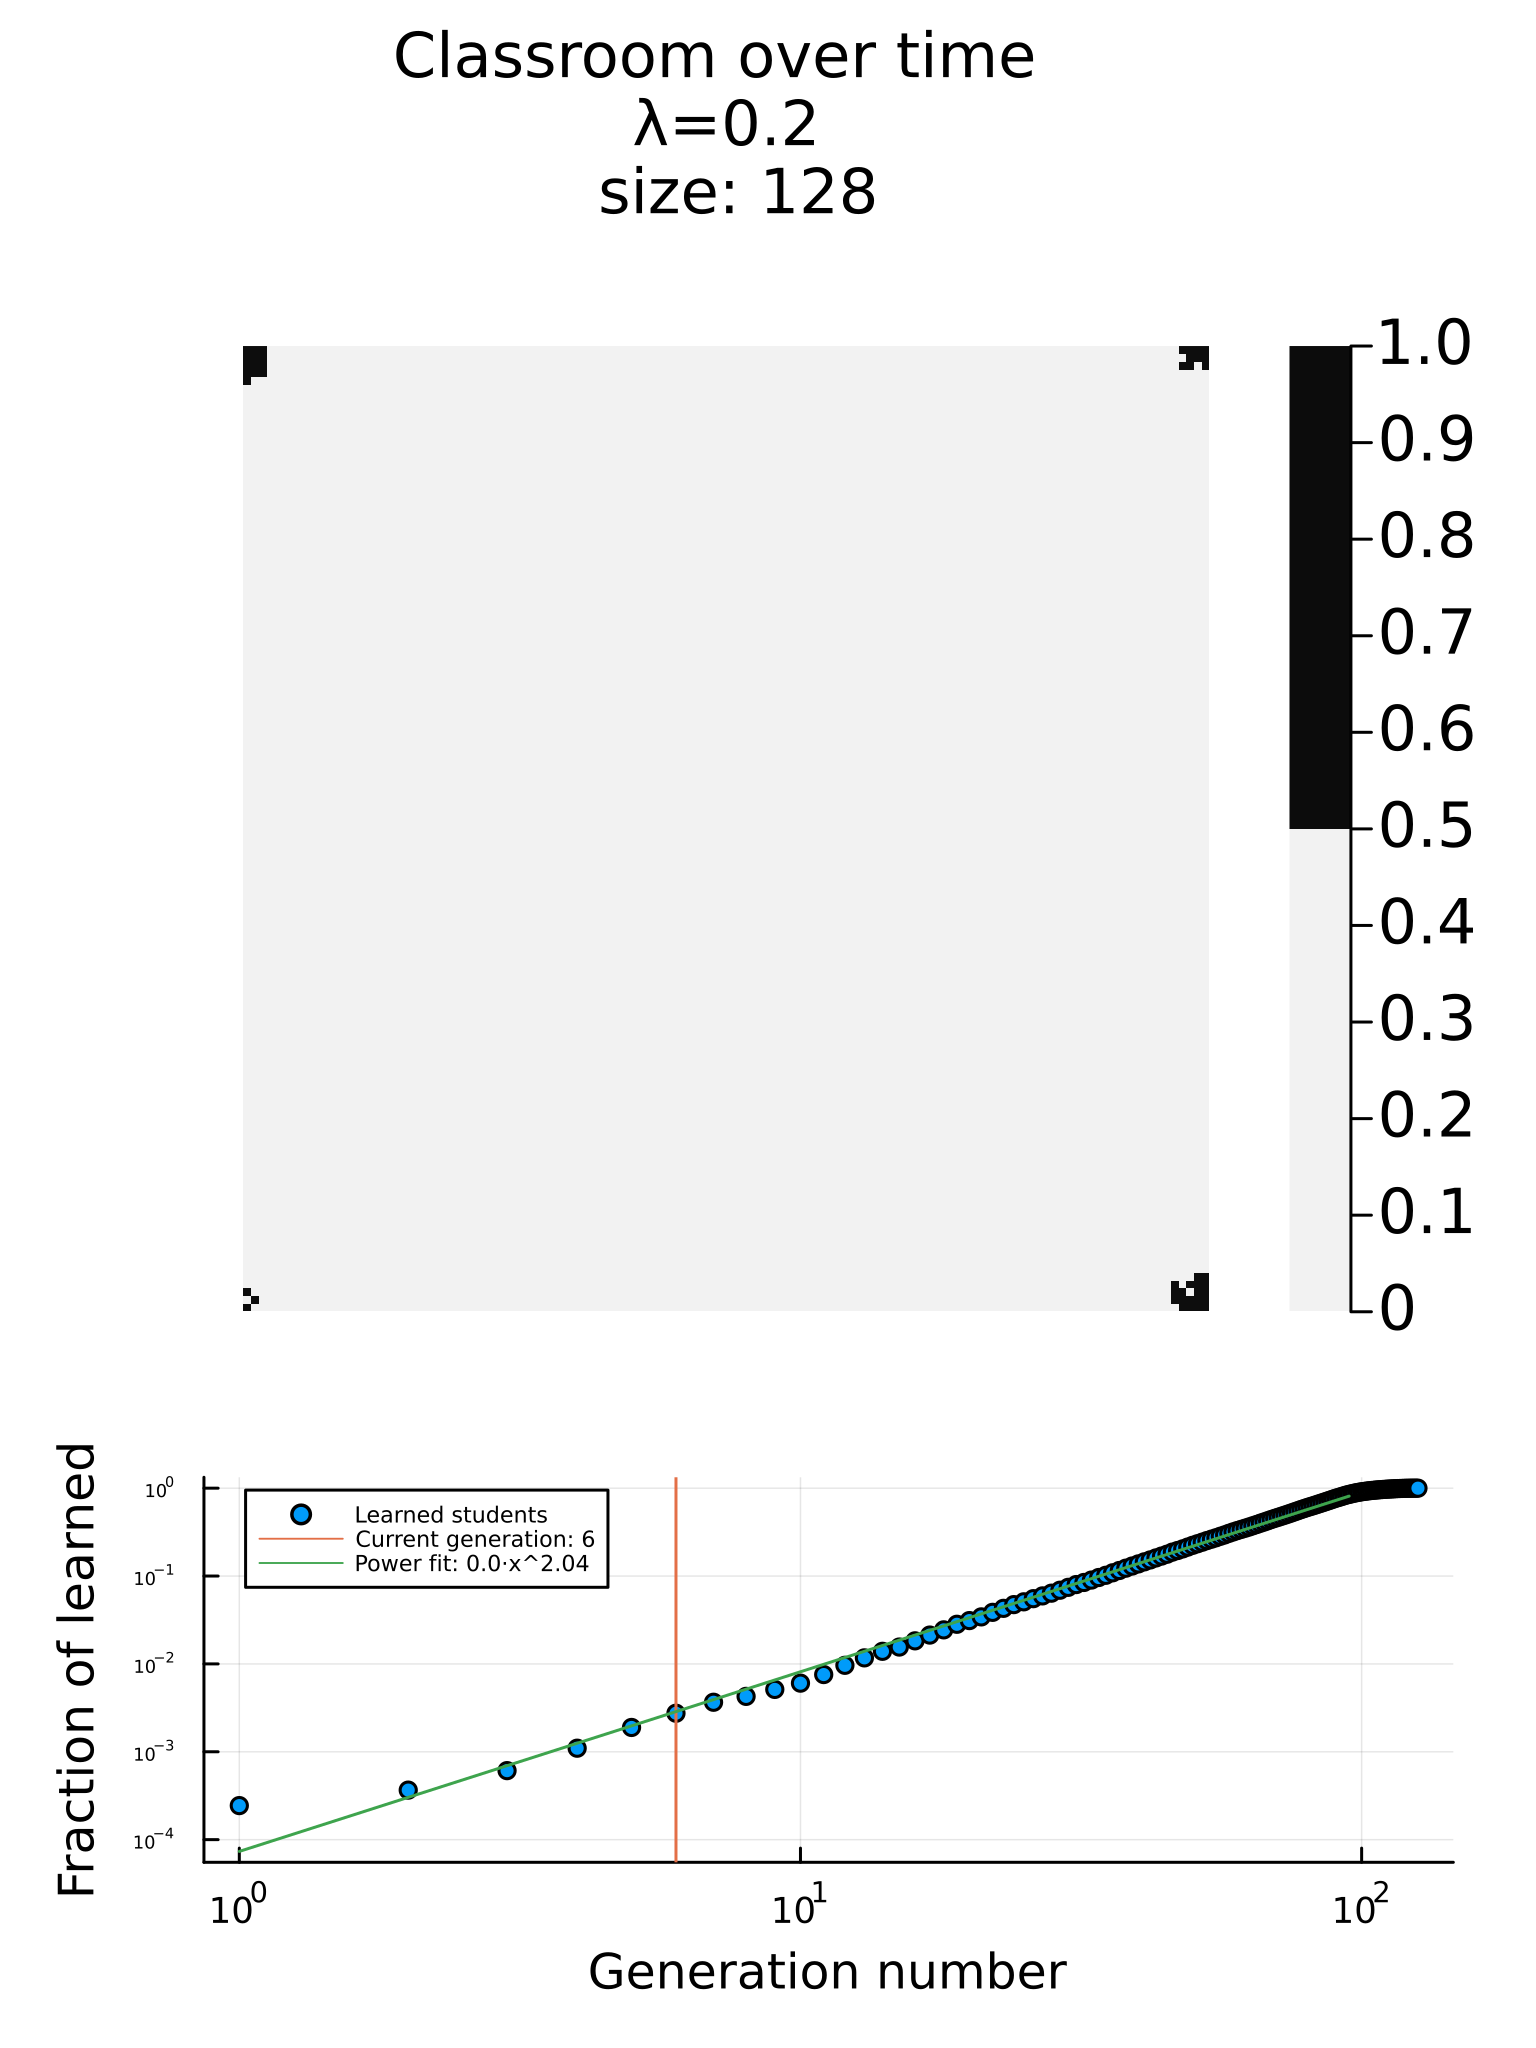 Classroom over time
λ=0.2
size: 128
1.0
0.9
0.8
0.7
0.6
0.5
0.4
0.3
0.2
0.1
0
Fraction of learned
10^0
10^-1
10^-2
10^-3
10^-4
Learned students
Current generation: 6
Power fit: 0.0·x^2.04
10^0 10^1 10^2
Generation number